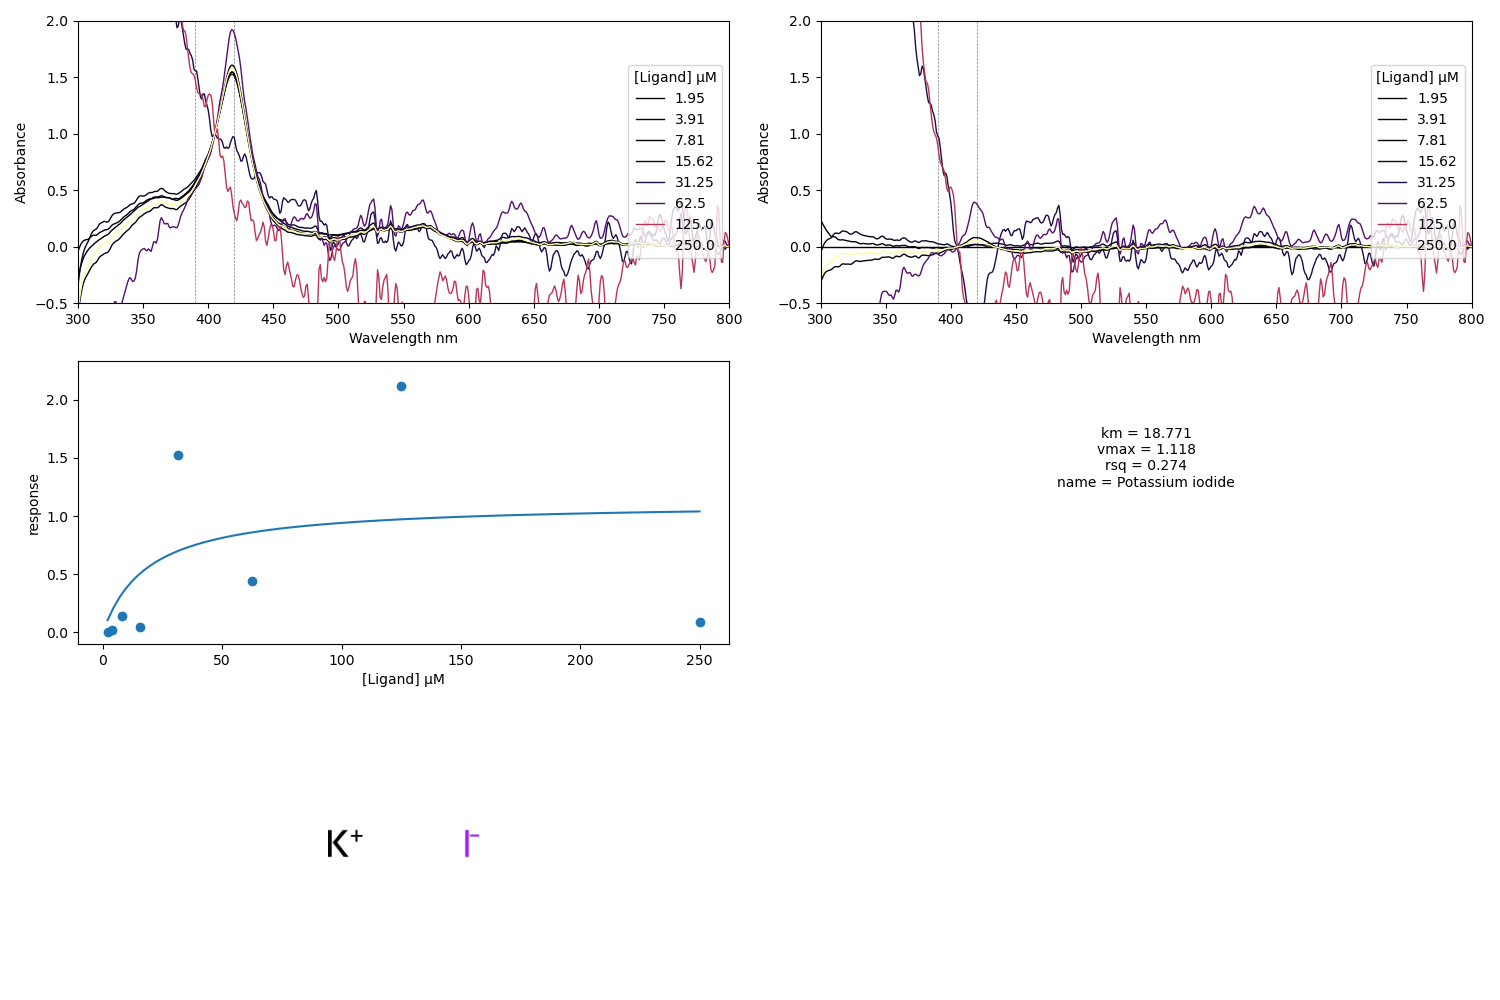 2.0
1.5
1.0
0.5
0.0
−0.5
Absorbance
300 350 400 450 500 550 600 650 700 750 800
Wavelength nm
[Ligand] μM
1.95
3.91
7.81
15.62
31.25
62.5
125.0
250.0
2.0
1.5
1.0
0.5
0.0
−0.5
Absorbance
300 350 400 450 500 550 600 650 700 750 800
Wavelength nm
[Ligand] μM
1.95
3.91
7.81
15.62
31.25
62.5
125.0
250.0
2.0
1.5
1.0
0.5
0.0
response
0 50 100 150 200 250
[Ligand] μM
km = 18.771
vmax = 1.118
rsq = 0.274
name = Potassium iodide
K⁺ I⁻